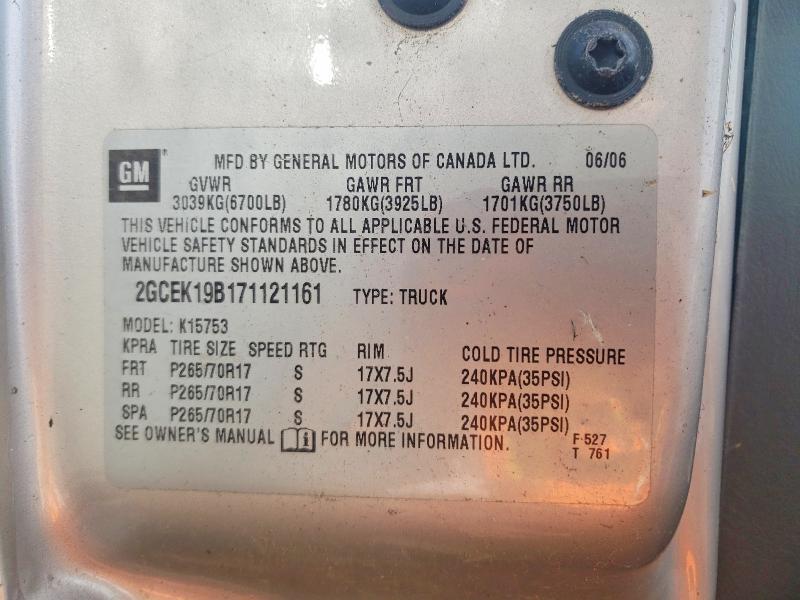 GM ® MFD BY GENERAL MOTORS OF CANADA LTD. 06/06
GVWR GAWR FRT GAWR RR
3039KG(6700LB) 1780KG(3925LB) 1701KG(3750LB)
THIS VEHICLE CONFORMS TO ALL APPLICABLE U.S. FEDERAL MOTOR
VEHICLE SAFETY STANDARDS IN EFFECT ON THE DATE OF
MANUFACTURE SHOWN ABOVE.
2GCEK19B171121161 TYPE: TRUCK
MODEL: K15753
KPRA TIRE SIZE SPEED RTG RIM COLD TIRE PRESSURE
FRT P265/70R17 S 17X7.5J 240KPA(35PSI)
RR P265/70R17 S 17X7.5J 240KPA(35PSI)
SPA P265/70R17 S 17X7.5J 240KPA(35PSI)
SEE OWNER'S MANUAL FOR MORE INFORMATION. F 527
T 761